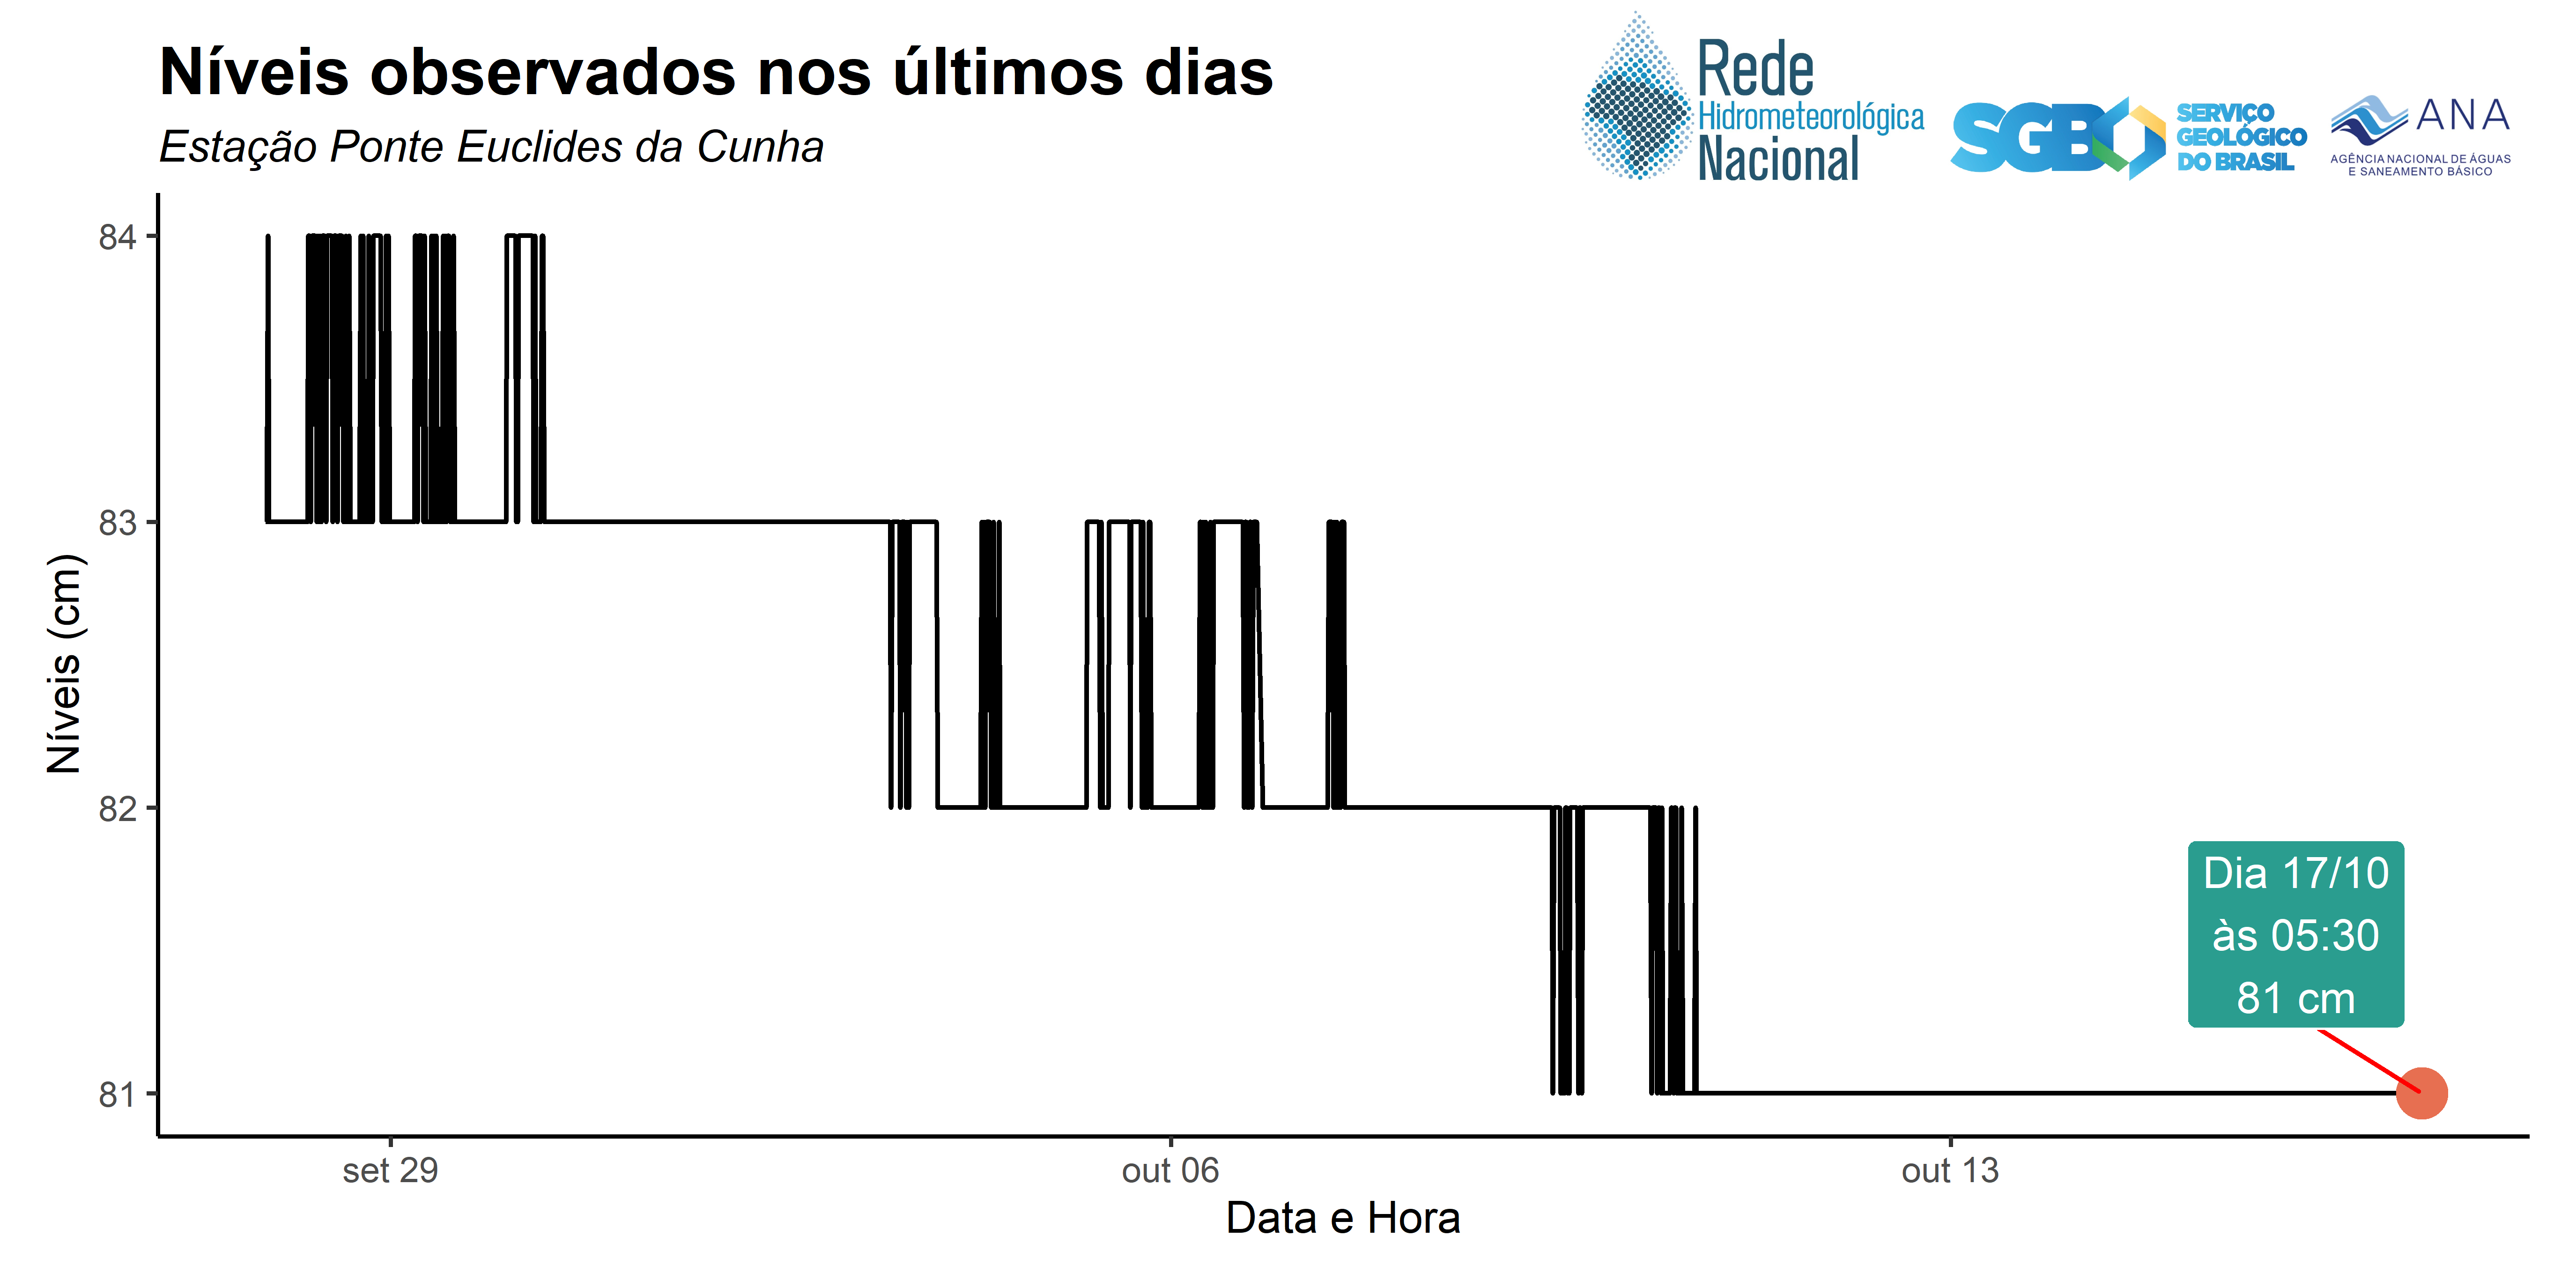 Níveis observados nos últimos dias
Estação Ponte Euclides da Cunha
Rede
Hidrometeorológica
Nacional
SGB
SERVIÇO
GEOLÓGICO
DO BRASIL
ANA
AGÊNCIA NACIONAL DE ÁGUAS
E SANEAMENTO BÁSICO
Níveis (cm)
84
83
82
81
Dia 17/10
às 05:30
81 cm
set 29
out 06
out 13
Data e Hora